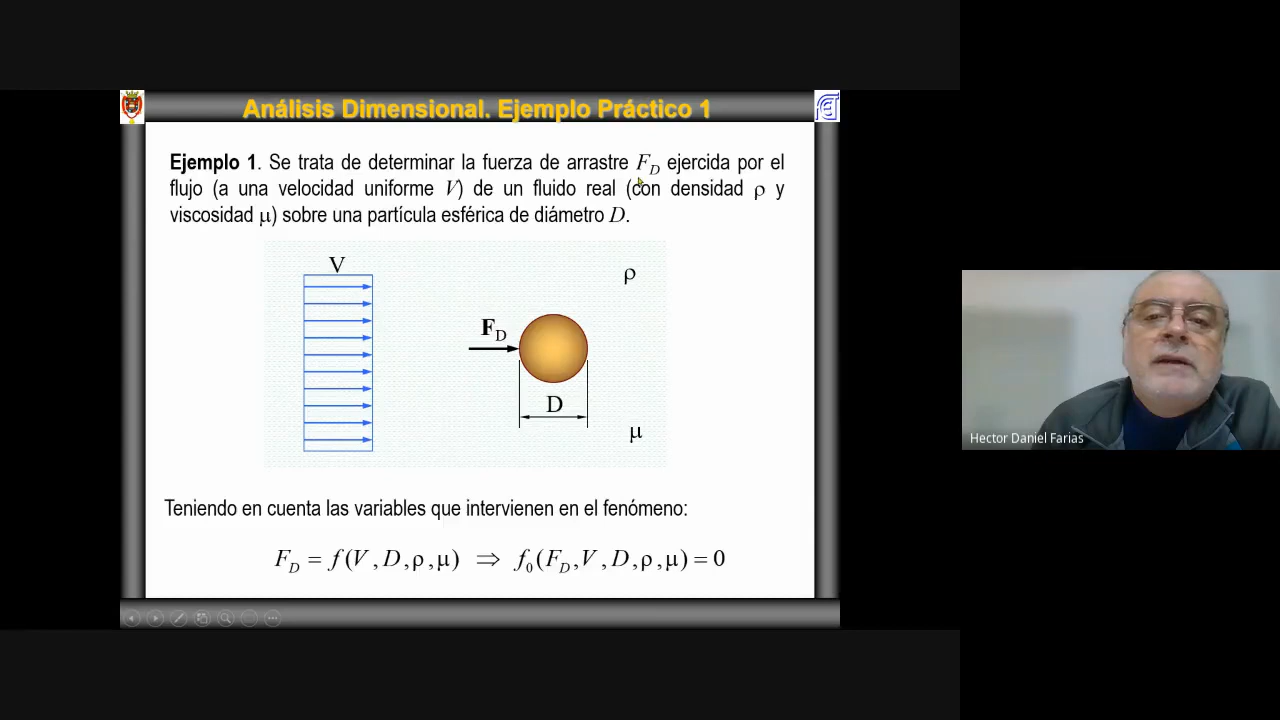 Análisis Dimensional. Ejemplo Práctico 1
Ejemplo 1. Se trata de determinar la fuerza de arrastre F_D ejercida por el
flujo (a una velocidad uniforme V) de un fluido real (con densidad ρ y
viscosidad μ) sobre una partícula esférica de diámetro D.
V
ρ
F_D
D
μ
Teniendo en cuenta las variables que intervienen en el fenómeno:
F_D = f(V, D, ρ, μ) ⇒ f_0(F_D, V, D, ρ, μ) = 0
Hector Daniel Farias